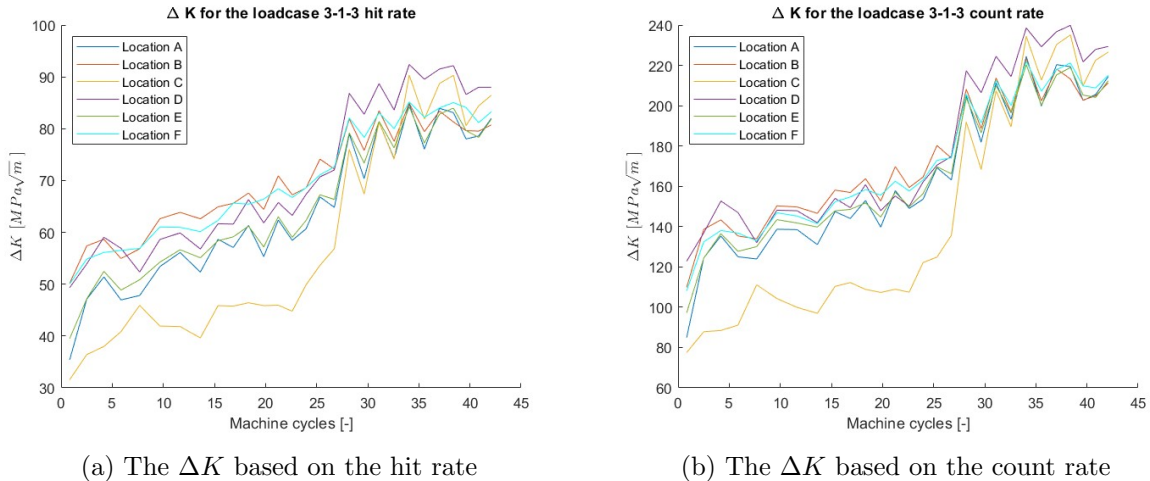 Δ K for the loadcase 3-1-3 hit rate
100
90
80
70
60
50
40
30
ΔK [MPa√m ]
Location A
Location B
Location C
Location D
Location E
Location F
0 5 10 15 20 25 30 35 40 45
Machine cycles [-]
(a) The ΔK based on the hit rate
Δ K for the loadcase 3-1-3 count rate
240
220
200
180
160
140
120
100
80
60
ΔK [MPa√m ]
Location A
Location B
Location C
Location D
Location E
Location F
0 5 10 15 20 25 30 35 40 45
Machine cycles [-]
(b) The ΔK based on the count rate